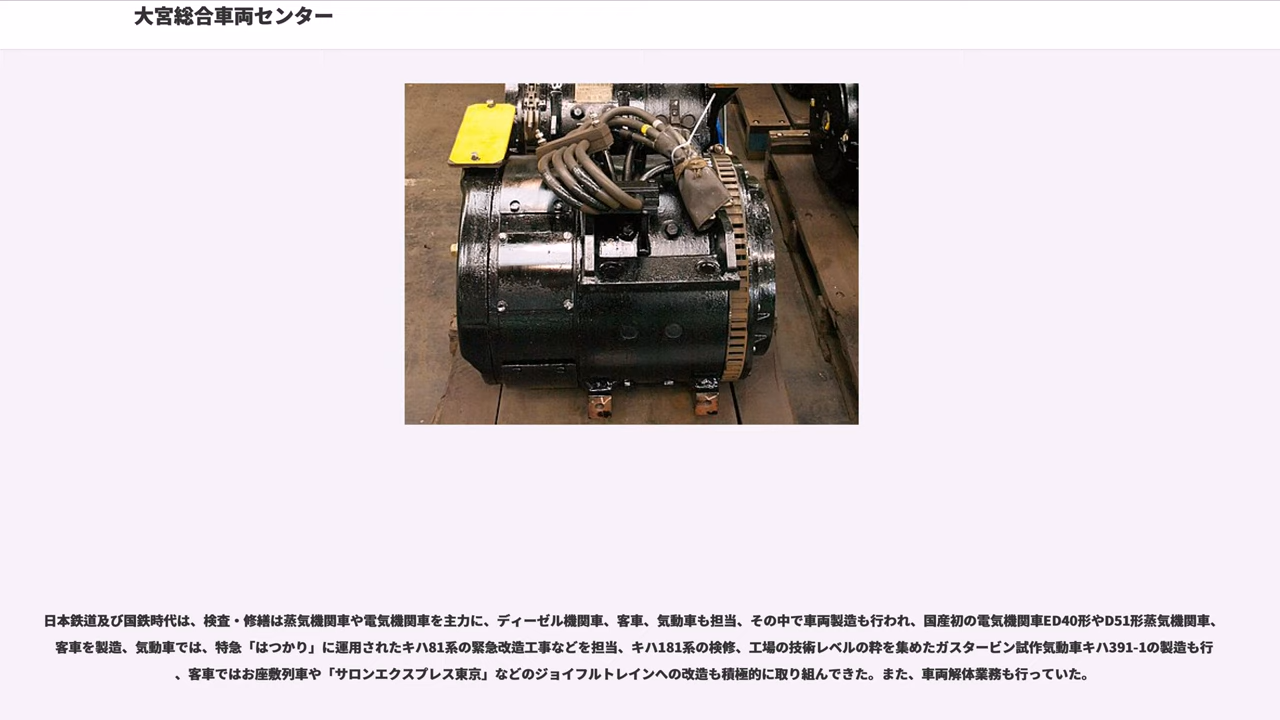 大宮総合車両センター
日本鉄道及び国鉄時代は、検査・修繕は蒸気機関車や電気機関車を主力に、ディーゼル機関車、客車、気動車も担当、その中で車両製造も行われ、国産初の電気機関車ED40形やD51形蒸気機関車、
客車を製造、気動車では、特急「はつかり」に運用されたキハ81系の緊急改造工事などを担当、キハ181系の検修、工場の技術レベルの粋を集めたガスタービン試作気動車キハ391-1の製造も行
、客車ではお座敷列車や「サロンエクスプレス東京」などのジョイフルトレインへの改造も積極的に取り組んできた。また、車両解体業務も行っていた。